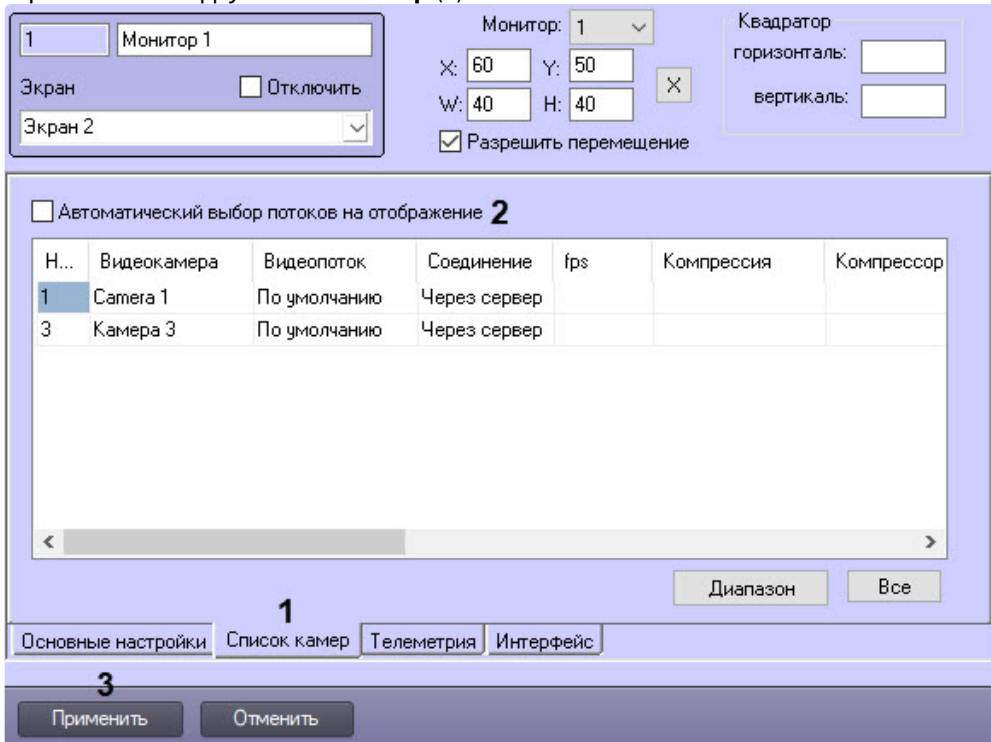 1 Монитор 1
Экран Отключить
Экран 2
Монитор: 1
X: 60 Y: 50
W: 40 H: 40
X
Разрешить перемещение
Квадратор
горизонталь:
вертикаль:
Автоматический выбор потоков на отображение 2
Н... Видеокамера Видеопоток Соединение fps Компрессия Компрессор
1 Camera 1 По умолчанию Через сервер
3 Камера 3 По умолчанию Через сервер
Диапазон Все
1
Основные настройки Список камер Телеметрия Интерфейс
3
Применить Отменить